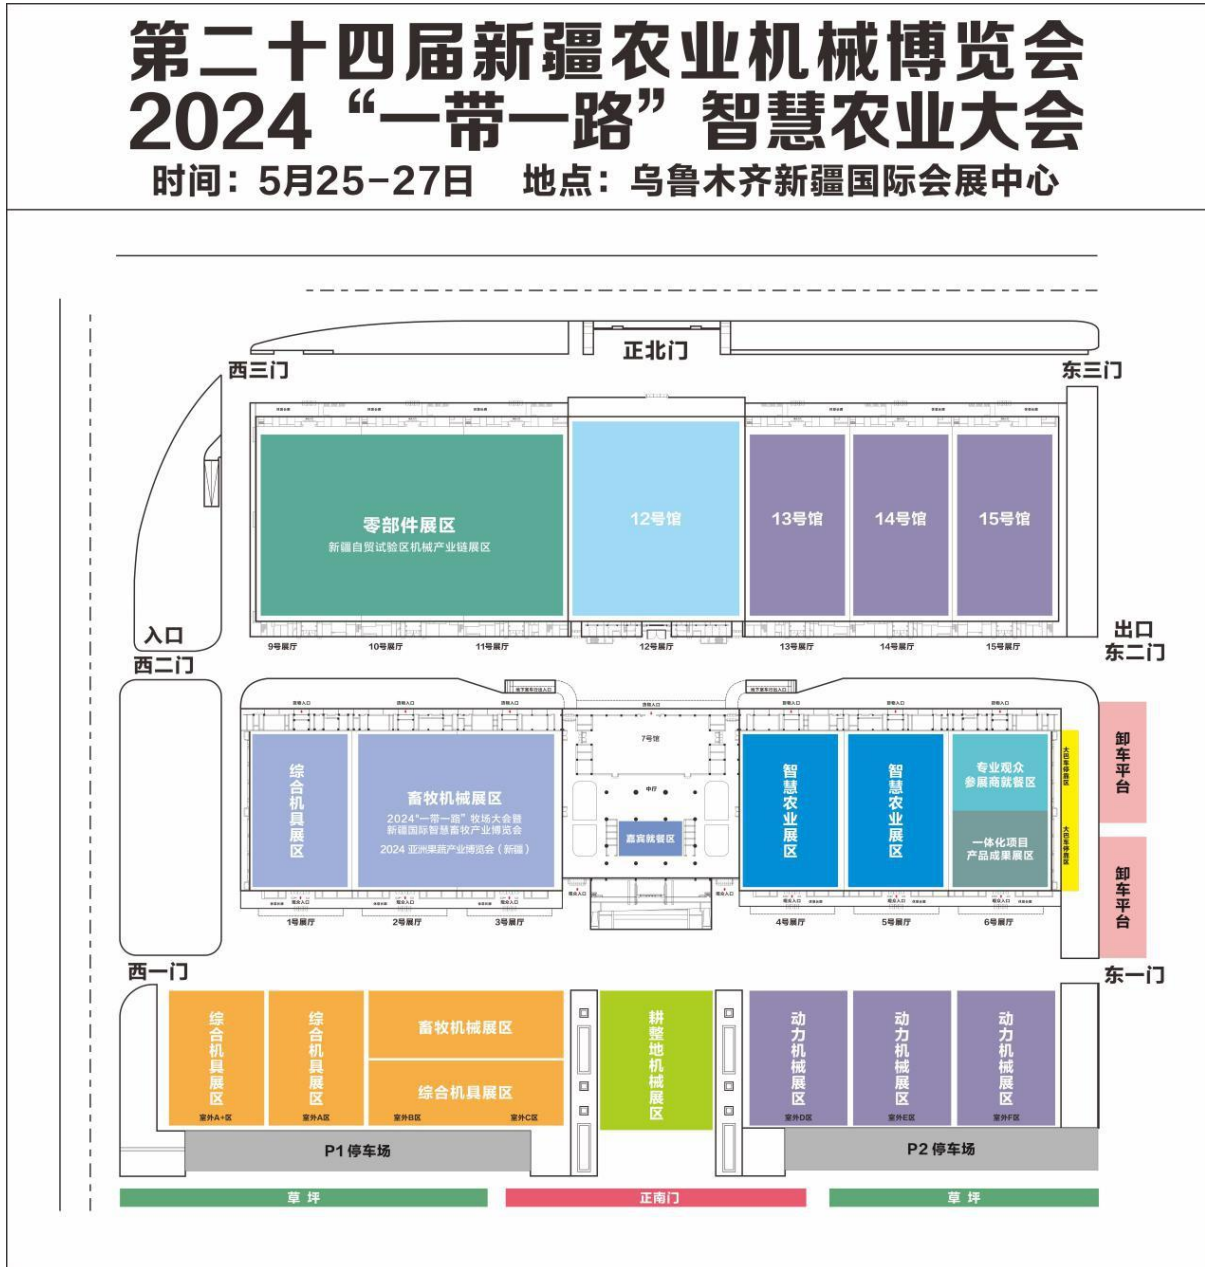 第二十四届新疆农业机械博览会
2024“一带一路”智慧农业大会
时间：5月25-27日 地点：乌鲁木齐新疆国际会展中心
正北门
西三门
东三门
零部件展区
新疆自贸试验区机械产业链展区
12号馆
13号馆
14号馆
15号馆
入口
西二门
9号展厅
10号展厅
11号展厅
12号展厅
13号展厅
14号展厅
15号展厅
出口
东二门
7号馆
中厅
嘉宾就餐区
综合机具展区
畜牧机械展区
2024“一带一路”牧场大会暨
新疆国际智慧畜牧产业博览会
2024 亚洲果蔬产业博览会（新疆）
智慧农业展区
智慧农业展区
专业观众
参展商就餐区
一体化项目
产品成果展区
大巴车停靠区
大巴车停靠区
卸车平台
卸车平台
1号展厅
2号展厅
3号展厅
4号展厅
5号展厅
6号展厅
西一门
东一门
综合机具展区
室外A+区
综合机具展区
室外A区
畜牧机械展区
综合机具展区
室外B区
室外C区
耕整地机械展区
动力机械展区
室外D区
动力机械展区
室外E区
动力机械展区
室外F区
P1 停车场
P2 停车场
草坪
正南门
草坪